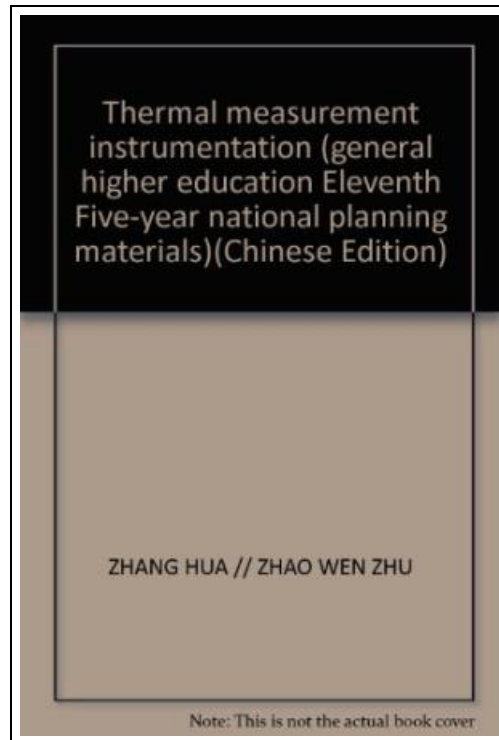 Thermal measurement
instrumentation (general
higher education Eleventh
Five-year national planning
materials)(Chinese Edition)
ZHANG HUA // ZHAO WEN ZHU
Note: This is not the actual book cover